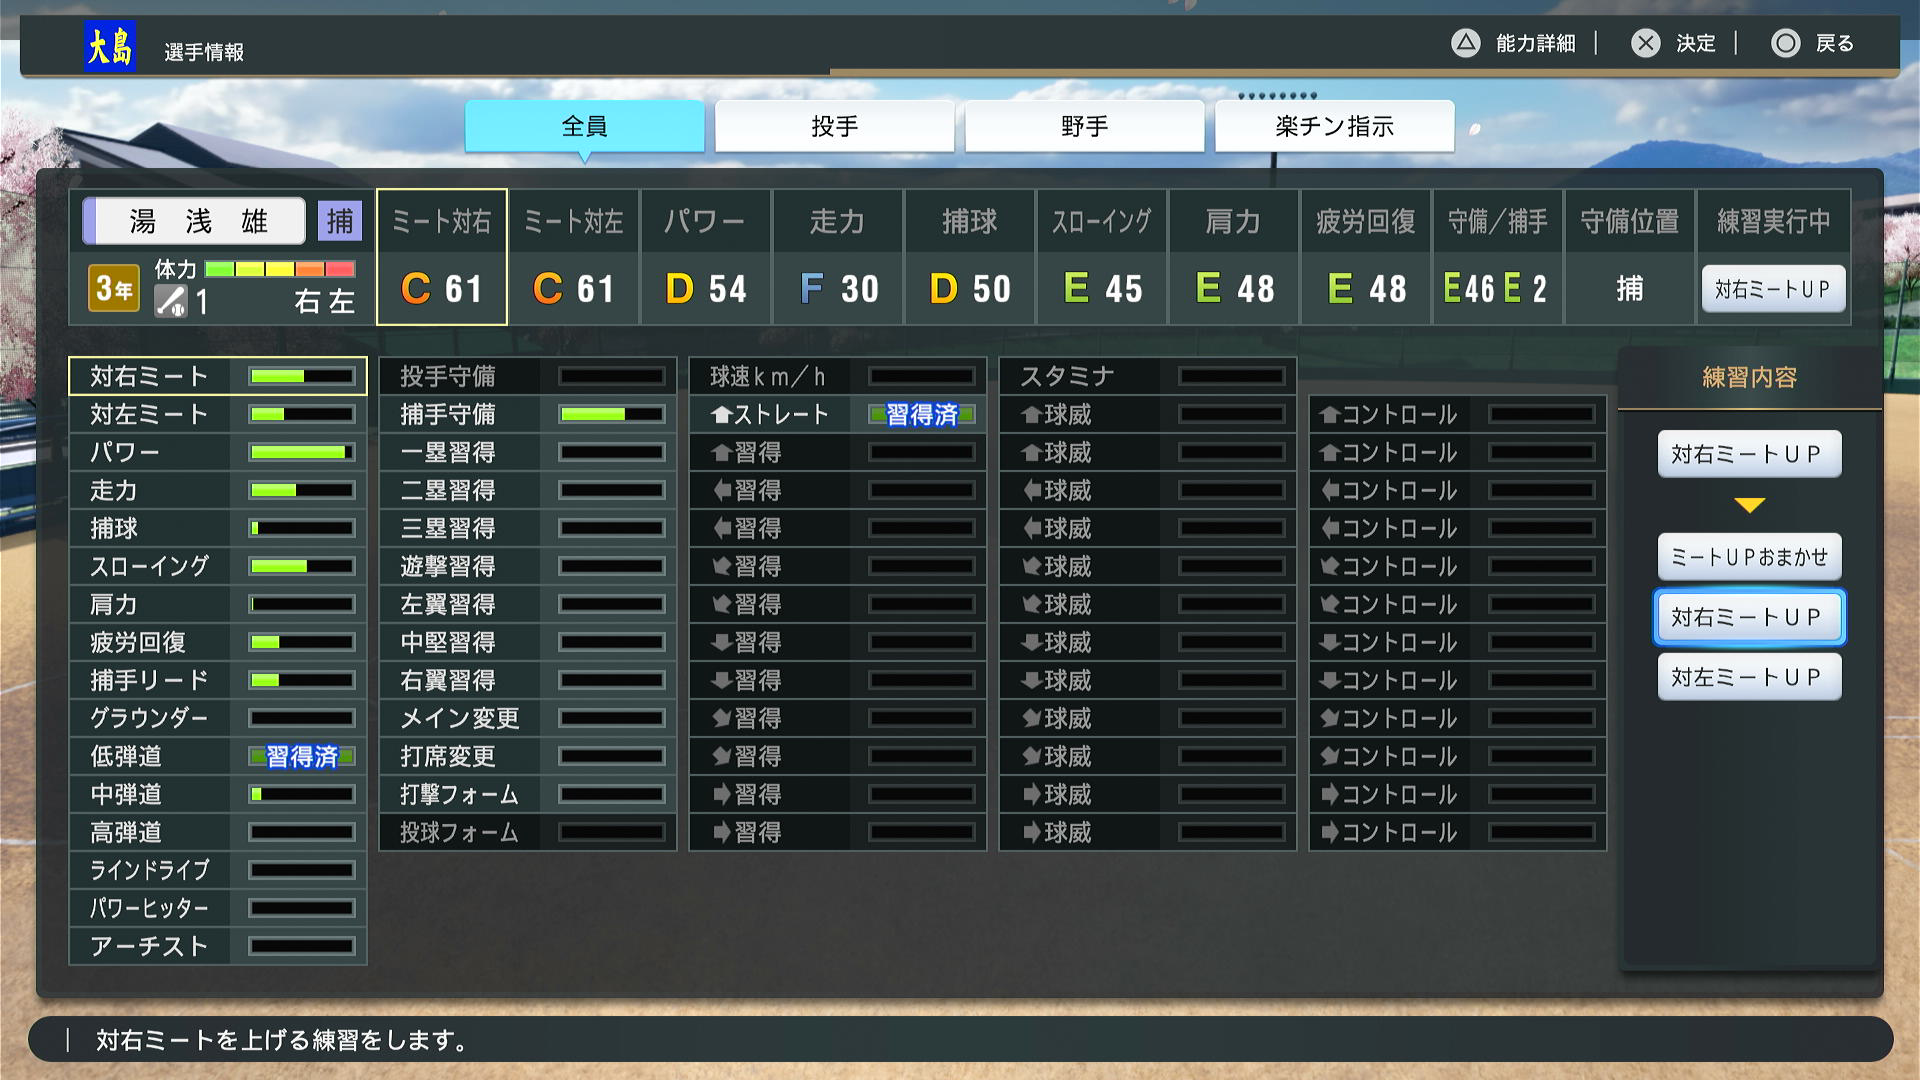 大島 選手情報 能力詳細 決定 戻る
全員 投手 野手 楽チン指示
湯浅雄 捕 ミート対右 ミート対左 パワー 走力 捕球 スローイング 肩力 疲労回復 守備/捕手 守備位置 練習実行中
3年 体力 1 右左 C 61 C 61 D 54 F 30 D 50 E 45 E 48 E 48 E46 E 2 捕 対右ミートUP
対右ミート 投手守備 球速km/h スタミナ
対左ミート 捕手守備 ⬆ストレート 習得済 ⬆球威 ⬆コントロール
パワー 一塁習得 ⬆習得 ⬆球威 ⬆コントロール
走力 二塁習得 ⬅習得 ⬅球威 ⬅コントロール
捕球 三塁習得 ⬅習得 ⬅球威 ⬅コントロール
スローイング 遊撃習得 ⬋習得 ⬋球威 ⬋コントロール
肩力 左翼習得 ⬋習得 ⬋球威 ⬋コントロール
疲労回復 中堅習得 ⬇習得 ⬇球威 ⬇コントロール
捕手リード 右翼習得 ⬇習得 ⬇球威 ⬇コントロール
グラウンダー メイン変更 ⬊習得 ⬊球威 ⬊コントロール
低弾道 習得済 打席変更 ⬊習得 ⬊球威 ⬊コントロール
中弾道 打撃フォーム ➡習得 ➡球威 ➡コントロール
高弾道 投球フォーム ➡習得 ➡球威 ➡コントロール
ラインドライブ
パワーヒッター
アーチスト
練習内容
対右ミートUP
ミートUPおまかせ
対右ミートUP
対左ミートUP
対右ミートを上げる練習をします。